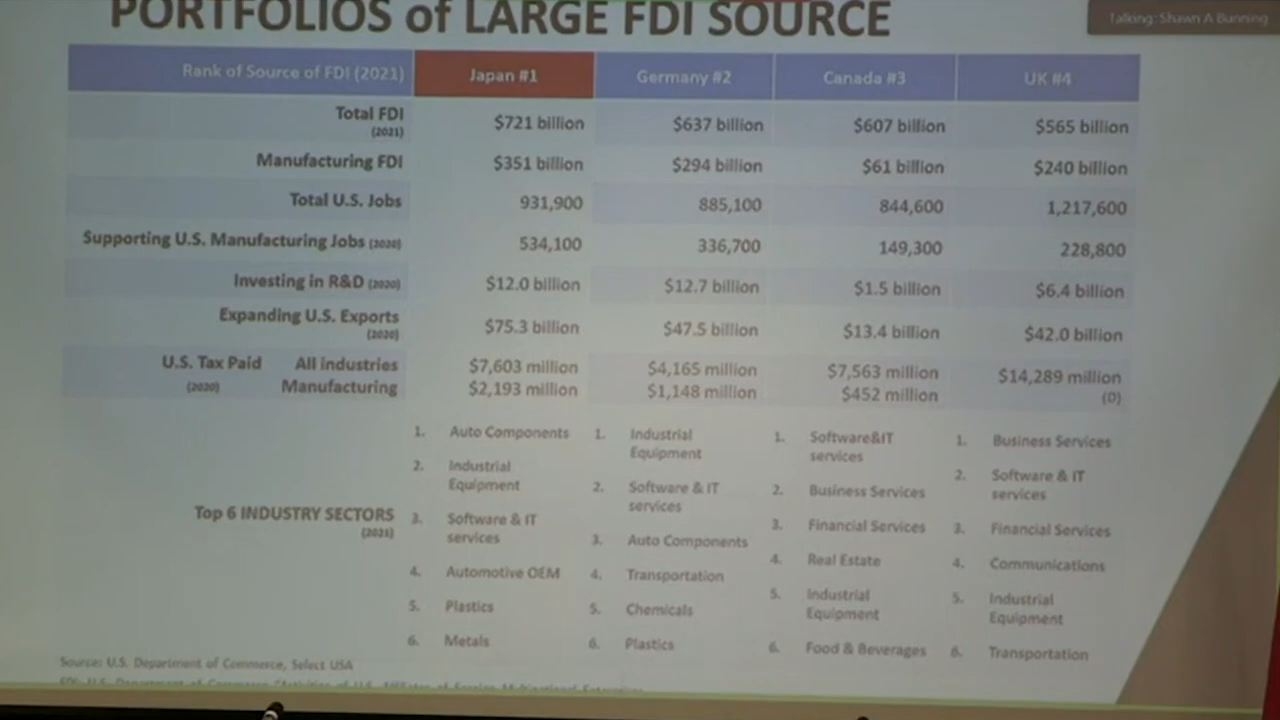 PORTFOLIOS of LARGE FDI SOURCE
Talking: Shawn A Bunning
Rank of Source of FDI (2021) Japan #1 Germany #2 Canada #3 UK #4
Total FDI (2021) $721 billion $637 billion $607 billion $565 billion
Manufacturing FDI $351 billion $294 billion $61 billion $240 billion
Total U.S. Jobs 931,900 885,100 844,600 1,217,600
Supporting U.S. Manufacturing Jobs (2020) 534,100 336,700 149,300 228,800
Investing in R&D (2020) $12.0 billion $12.7 billion $1.5 billion $6.4 billion
Expanding U.S. Exports (2020) $75.3 billion $47.5 billion $13.4 billion $42.0 billion
U.S. Tax Paid All industries $7,603 million $4,165 million $7,563 million $14,289 million
(2020) Manufacturing $2,193 million $1,148 million $452 million (D)
Top 6 INDUSTRY SECTORS
(2021)
1. Auto Components
2. Industrial
Equipment
3. Software & IT
services
4. Automotive OEM
5. Plastics
6. Metals
1. Industrial
Equipment
2. Software & IT
services
3. Auto Components
4. Transportation
5. Chemicals
6. Plastics
1. Software&IT
services
2. Business Services
3. Financial Services
4. Real Estate
5. Industrial
Equipment
6. Food & Beverages
1. Business Services
2. Software & IT
services
3. Financial Services
4. Communications
5. Industrial
Equipment
6. Transportation
Source: U.S. Department of Commerce, Select USA